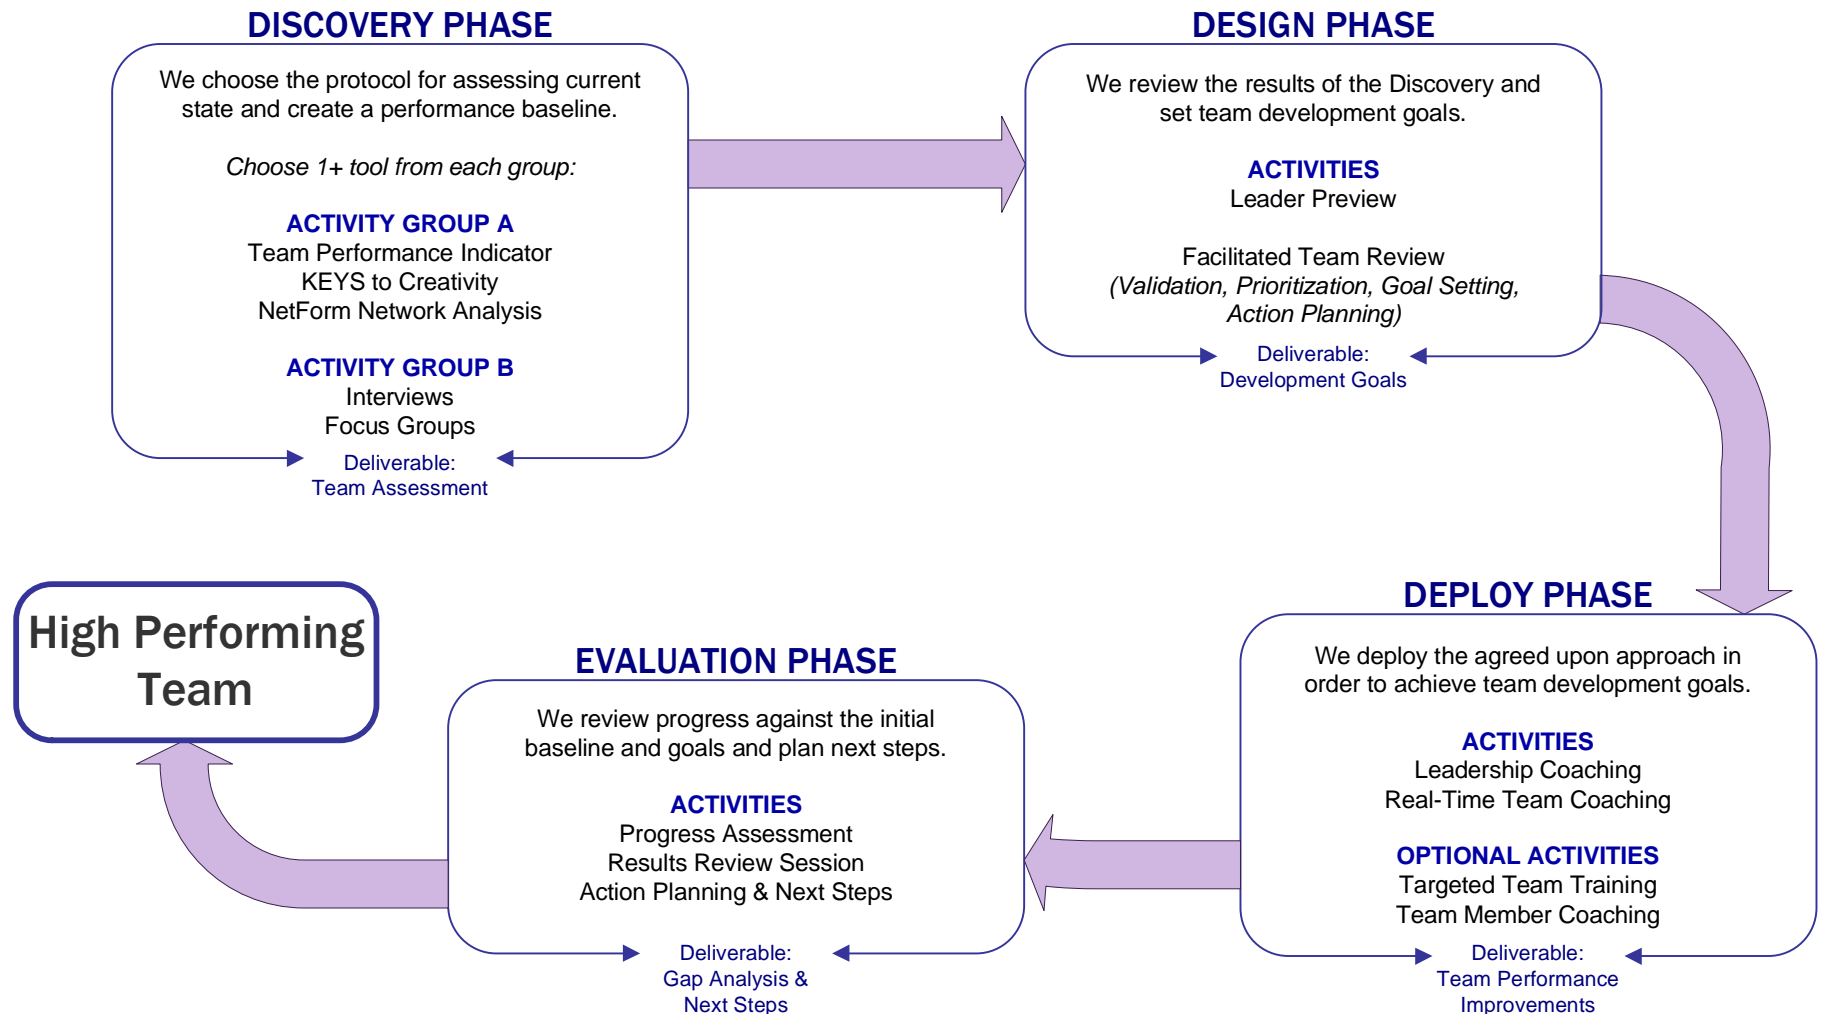 DISCOVERY PHASE
We choose the protocol for assessing current
state and create a performance baseline.
Choose 1+ tool from each group:
ACTIVITY GROUP A
Team Performance Indicator
KEYS to Creativity
NetForm Network Analysis
ACTIVITY GROUP B
Interviews
Focus Groups
Deliverable:
Team Assessment
DESIGN PHASE
We review the results of the Discovery and
set team development goals.
ACTIVITIES
Leader Preview
Facilitated Team Review
(Validation, Prioritization, Goal Setting,
Action Planning)
Deliverable:
Development Goals
DEPLOY PHASE
We deploy the agreed upon approach in
order to achieve team development goals.
ACTIVITIES
Leadership Coaching
Real-Time Team Coaching
OPTIONAL ACTIVITIES
Targeted Team Training
Team Member Coaching
Deliverable:
Team Performance
Improvements
EVALUATION PHASE
We review progress against the initial
baseline and goals and plan next steps.
ACTIVITIES
Progress Assessment
Results Review Session
Action Planning & Next Steps
Deliverable:
Gap Analysis &
Next Steps
High Performing
Team